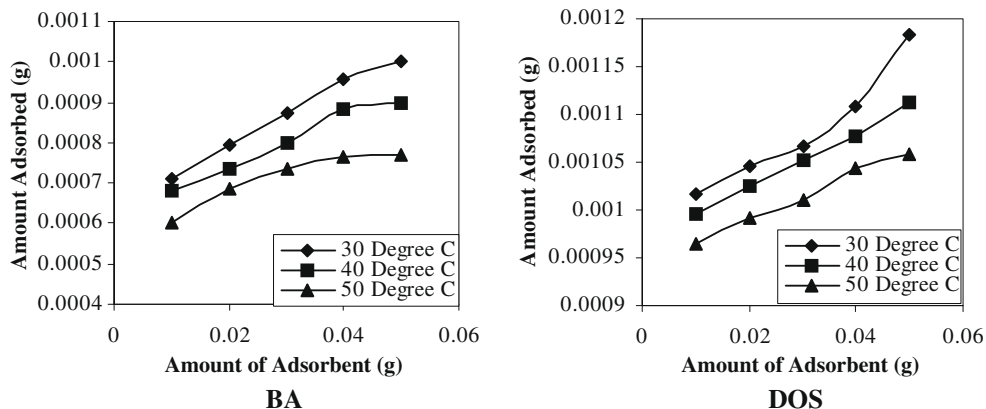 0.0011
0.001
0.0009
0.0008
0.0007
0.0006
0.0005
0.0004
Amount Adsorbed (g)
30 Degree C
40 Degree C
50 Degree C
0
0.02
0.04
0.06
Amount of Adsorbent (g)
BA
0.0012
0.00115
0.0011
0.00105
0.001
0.00095
0.0009
Amount Adsorbed (g)
30 Degree C
40 Degree C
50 Degree C
0
0.02
0.04
0.06
Amount of Adsorbent (g)
DOS